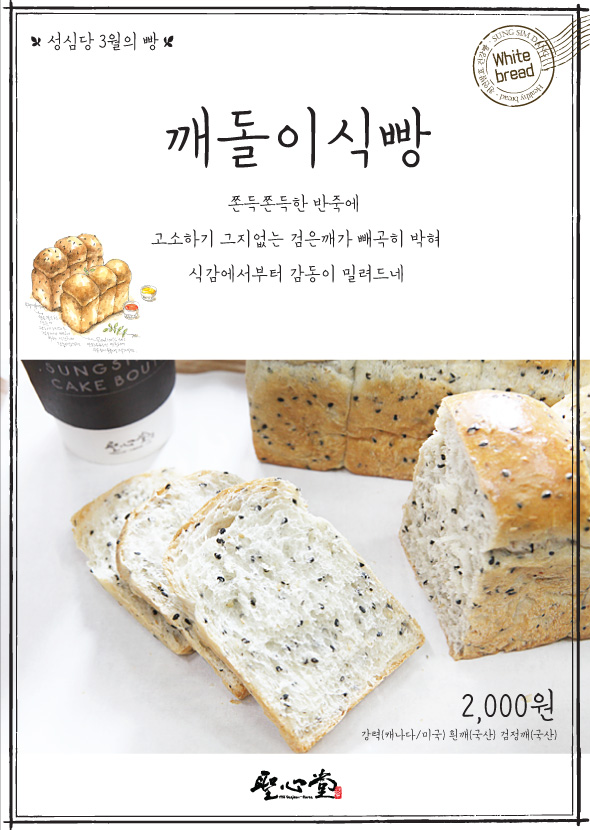 성심당 3월의 빵
SUNG SIM DANG
White
bread
Healthy bread
깨돌이식빵
쫀득쫀득한 반죽에
고소하기 그지없는 검은깨가 빼곡히 박혀
식감에서부터 감동이 밀려드네
CAKE BOU
聖心堂
2,000원
강력(캐나다/미국) 흰깨(국산) 검정깨(국산)
聖心堂